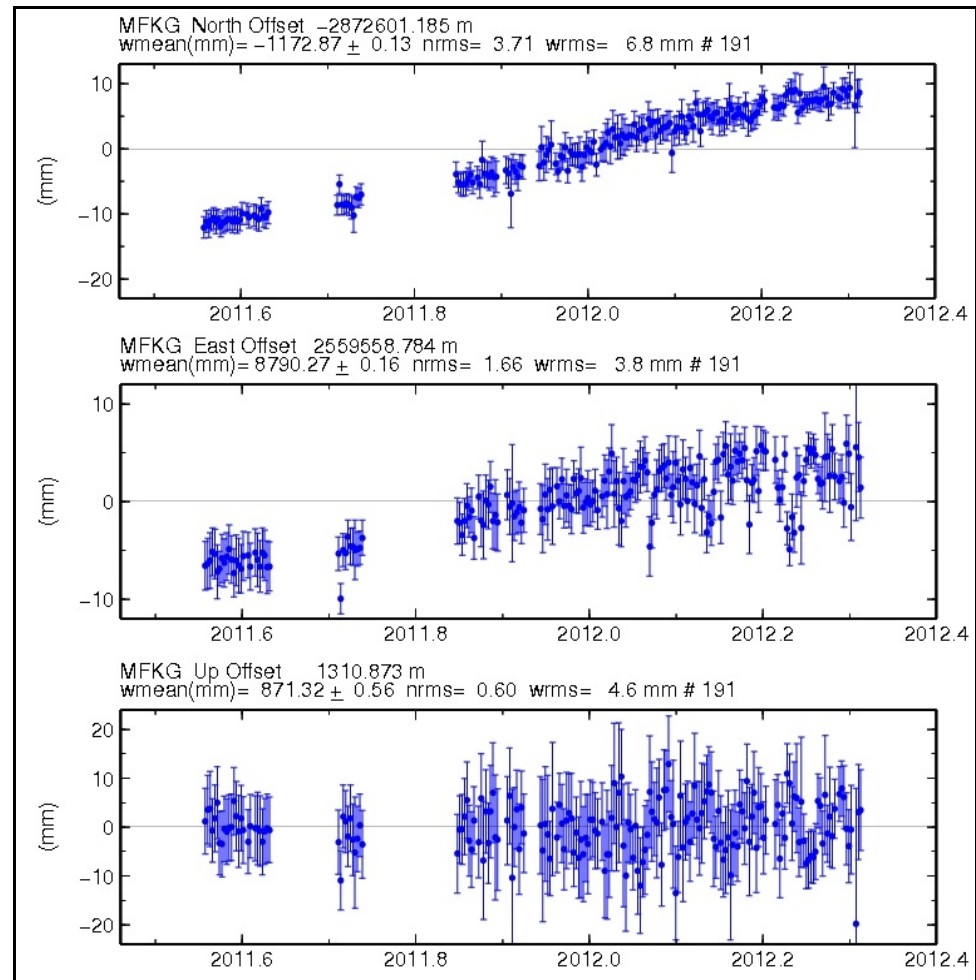 MFKG North Offset -2872601.185 m
wmean(mm)= -1172.87 ± 0.13 nrms= 3.71 wrms= 6.8 mm # 191
10
0
-10
-20
(mm)
2011.6 2011.8 2012.0 2012.2 2012.4
MFKG East Offset 2559558.784 m
wmean(mm)= 8790.27 ± 0.16 nrms= 1.66 wrms= 3.8 mm # 191
10
0
-10
(mm)
2011.6 2011.8 2012.0 2012.2 2012.4
MFKG Up Offset 1310.873 m
wmean(mm)= 871.32 ± 0.56 nrms= 0.60 wrms= 4.6 mm # 191
20
10
0
-10
-20
(mm)
2011.6 2011.8 2012.0 2012.2 2012.4